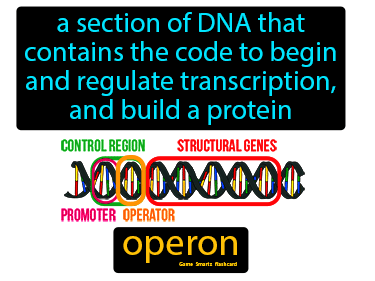 a section of DNA that
contains the code to begin
and regulate transcription,
and build a protein
CONTROL REGION STRUCTURAL GENES
PROMOTER OPERATOR
operon
Game Smartz flashcard